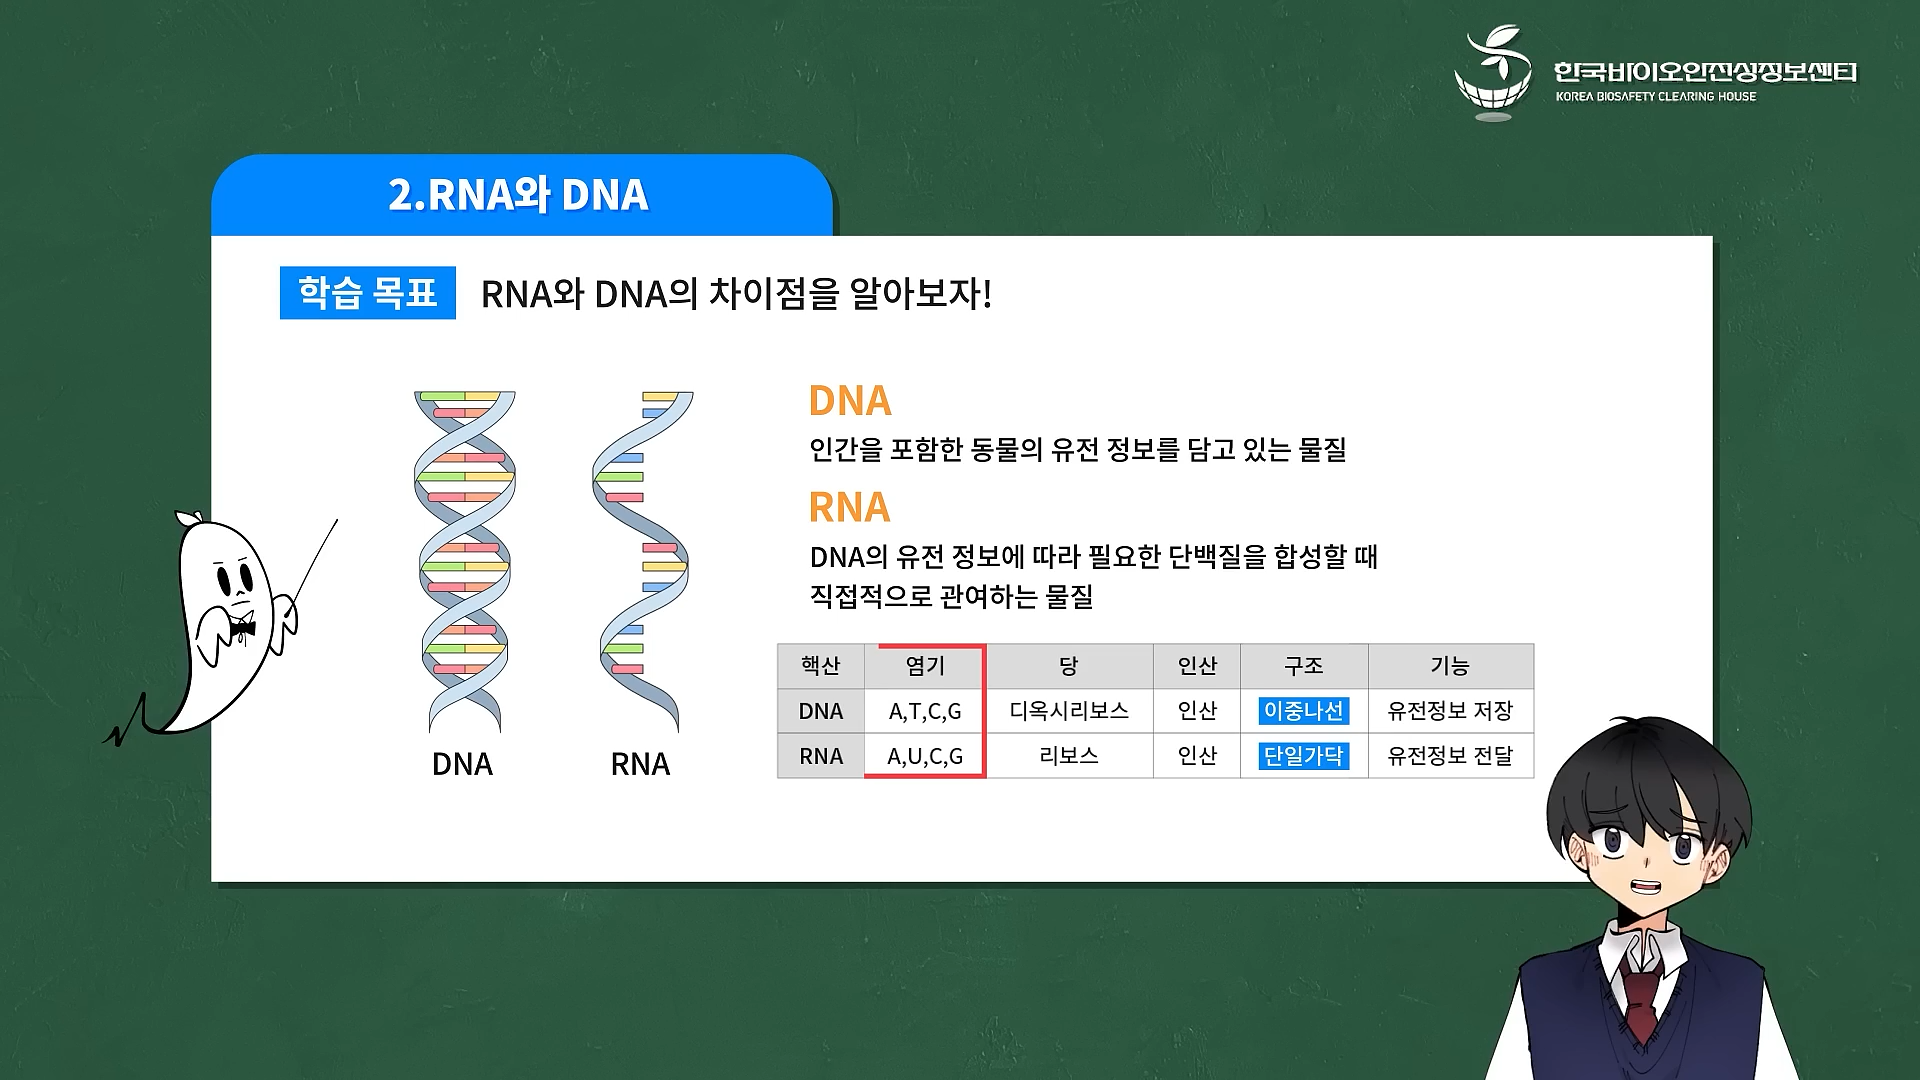 한국바이오안전성정보센터
KOREA BIOSAFETY CLEARING HOUSE
2.RNA와 DNA
학습 목표 RNA와 DNA의 차이점을 알아보자!
DNA
인간을 포함한 동물의 유전 정보를 담고 있는 물질
RNA
DNA의 유전 정보에 따라 필요한 단백질을 합성할 때
직접적으로 관여하는 물질
핵산 염기 당 인산 구조 기능
DNA A,T,C,G 디옥시리보스 인산 이중나선 유전정보 저장
RNA A,U,C,G 리보스 인산 단일가닥 유전정보 전달
DNA RNA